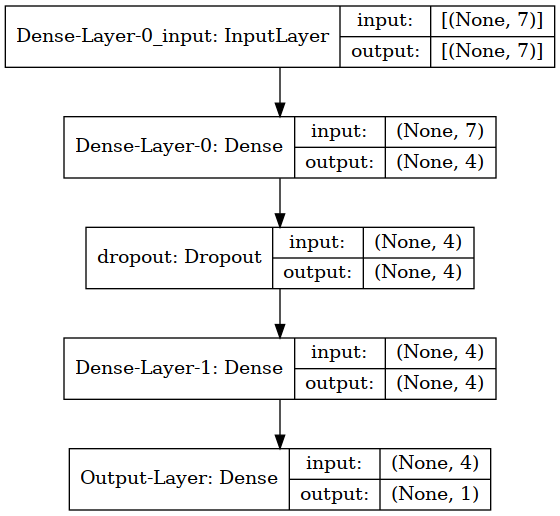 Dense-Layer-0_input: InputLayer
input: [(None, 7)]
output: [(None, 7)]
Dense-Layer-0: Dense
input: (None, 7)
output: (None, 4)
dropout: Dropout
input: (None, 4)
output: (None, 4)
Dense-Layer-1: Dense
input: (None, 4)
output: (None, 4)
Output-Layer: Dense
input: (None, 4)
output: (None, 1)